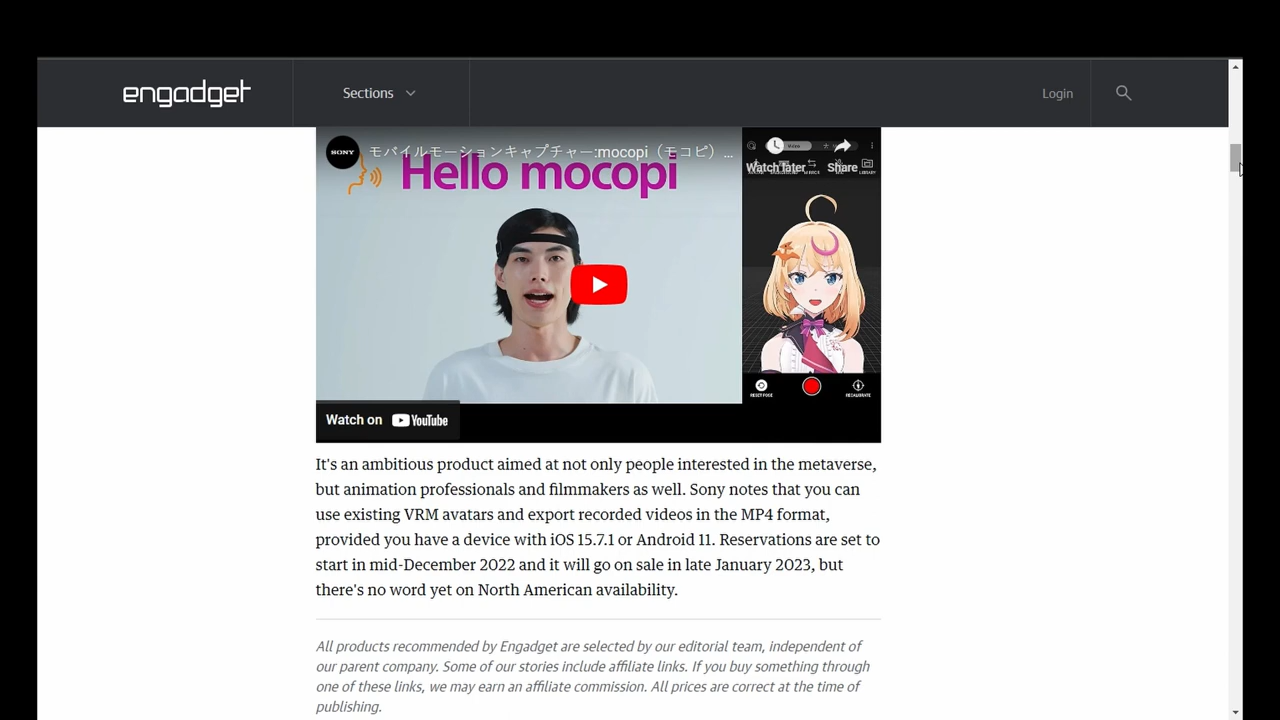 engadget
Sections
Login
SONY
モバイルモーションキャプチャー:mocopi（モコピ）...
Hello mocopi
Watch later
Share
LIBRARY
RESET POSE
RECALIBRATE
Watch on YouTube
It's an ambitious product aimed at not only people interested in the metaverse,
but animation professionals and filmmakers as well. Sony notes that you can
use existing VRM avatars and export recorded videos in the MP4 format,
provided you have a device with iOS 15.7.1 or Android 11. Reservations are set to
start in mid-December 2022 and it will go on sale in late January 2023, but
there's no word yet on North American availability.
All products recommended by Engadget are selected by our editorial team, independent of
our parent company. Some of our stories include affiliate links. If you buy something through
one of these links, we may earn an affiliate commission. All prices are correct at the time of
publishing.